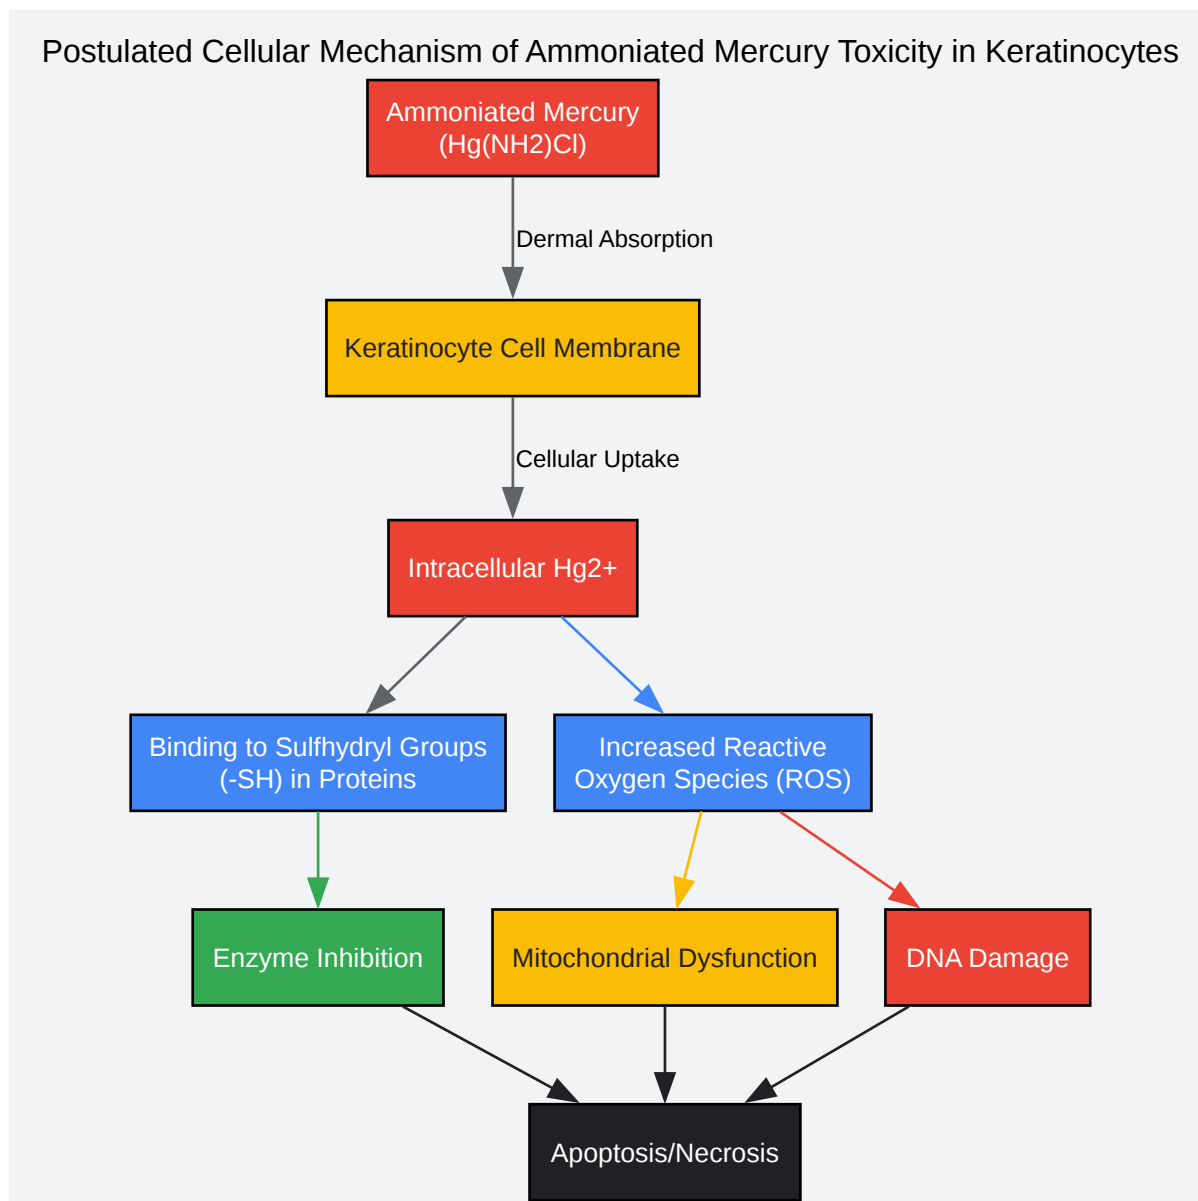 Postulated Cellular Mechanism of Ammoniated Mercury Toxicity in Keratinocytes
Ammoniated Mercury
(Hg(NH2)Cl)
Dermal Absorption
Keratinocyte Cell Membrane
Cellular Uptake
Intracellular Hg2+
Binding to Sulfhydryl Groups
(-SH) in Proteins
Increased Reactive
Oxygen Species (ROS)
Enzyme Inhibition
Mitochondrial Dysfunction
DNA Damage
Apoptosis/Necrosis